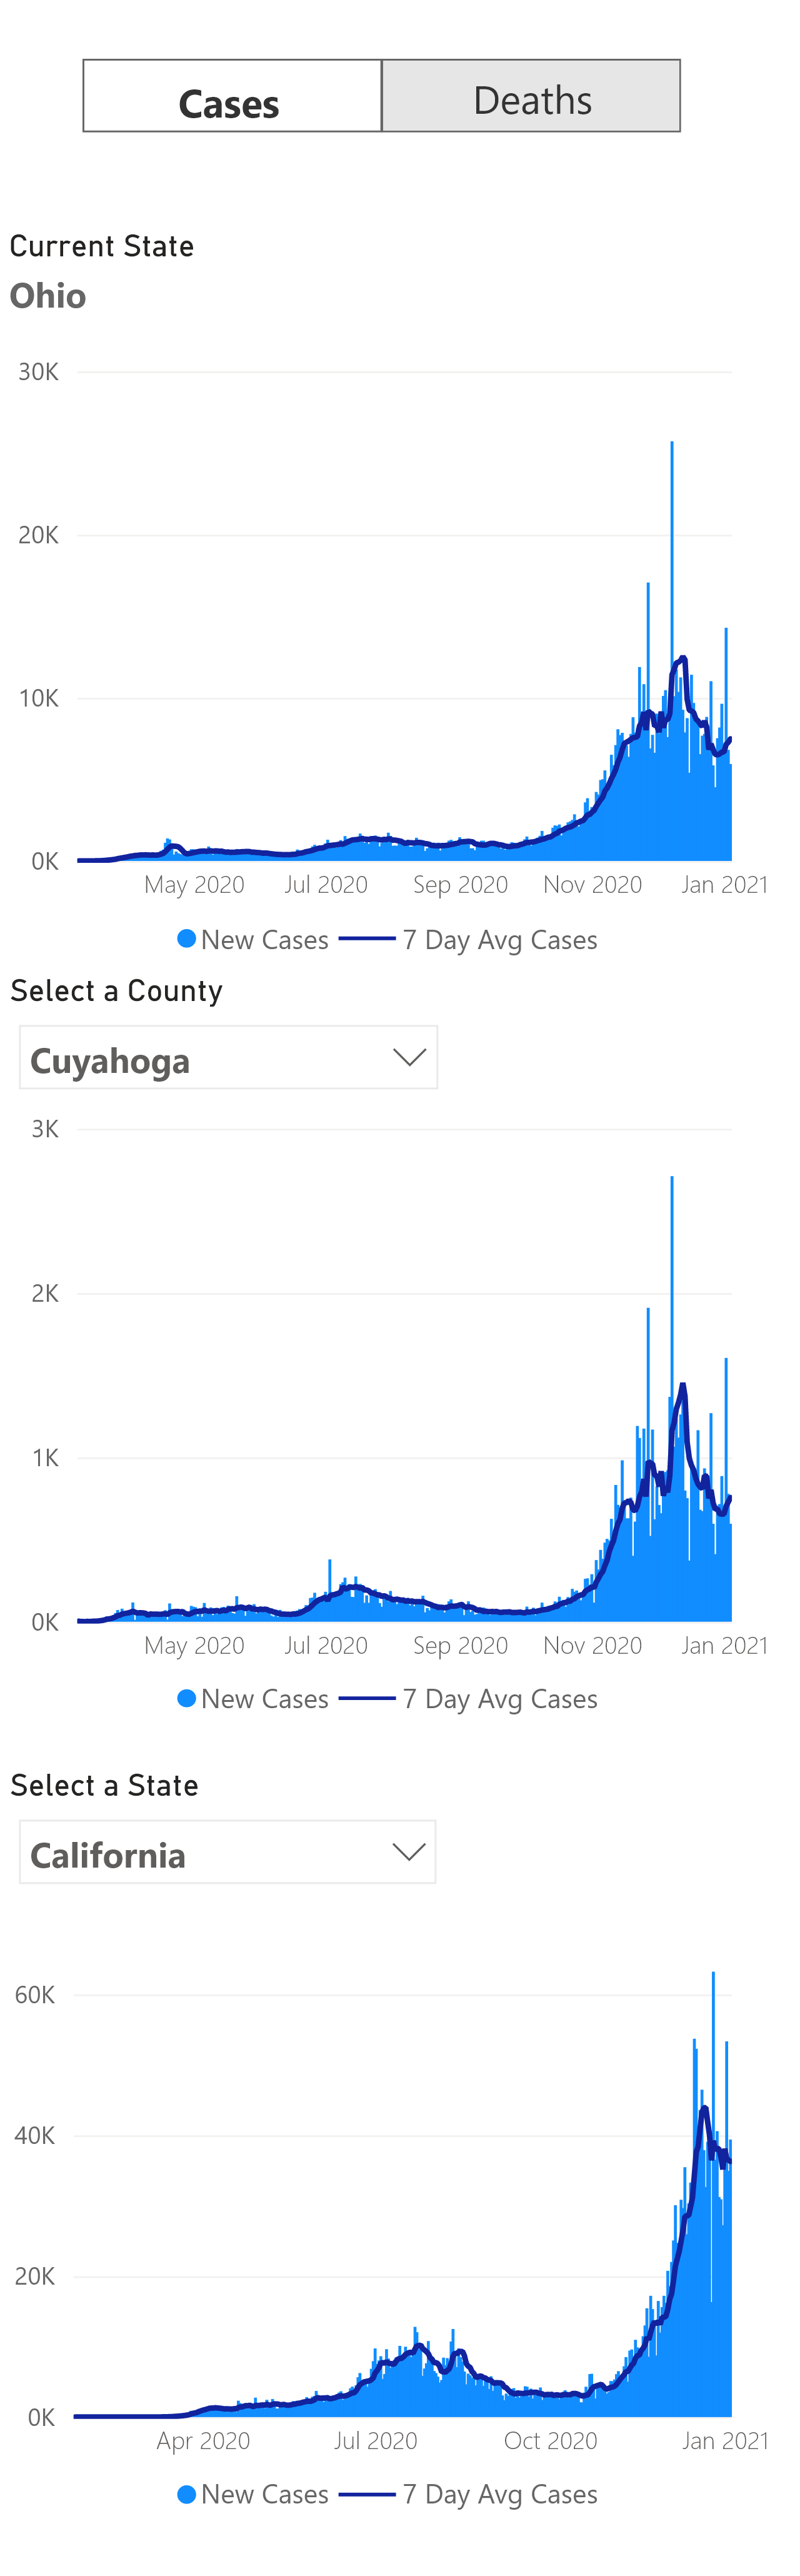 Cases Deaths
Current State
Ohio
30K
20K
10K
0K
May 2020 Jul 2020 Sep 2020 Nov 2020 Jan 2021
New Cases 7 Day Avg Cases
Select a County
Cuyahoga
3K
2K
1K
0K
May 2020 Jul 2020 Sep 2020 Nov 2020 Jan 2021
New Cases 7 Day Avg Cases
Select a State
California
60K
40K
20K
0K
Apr 2020 Jul 2020 Oct 2020 Jan 2021
New Cases 7 Day Avg Cases